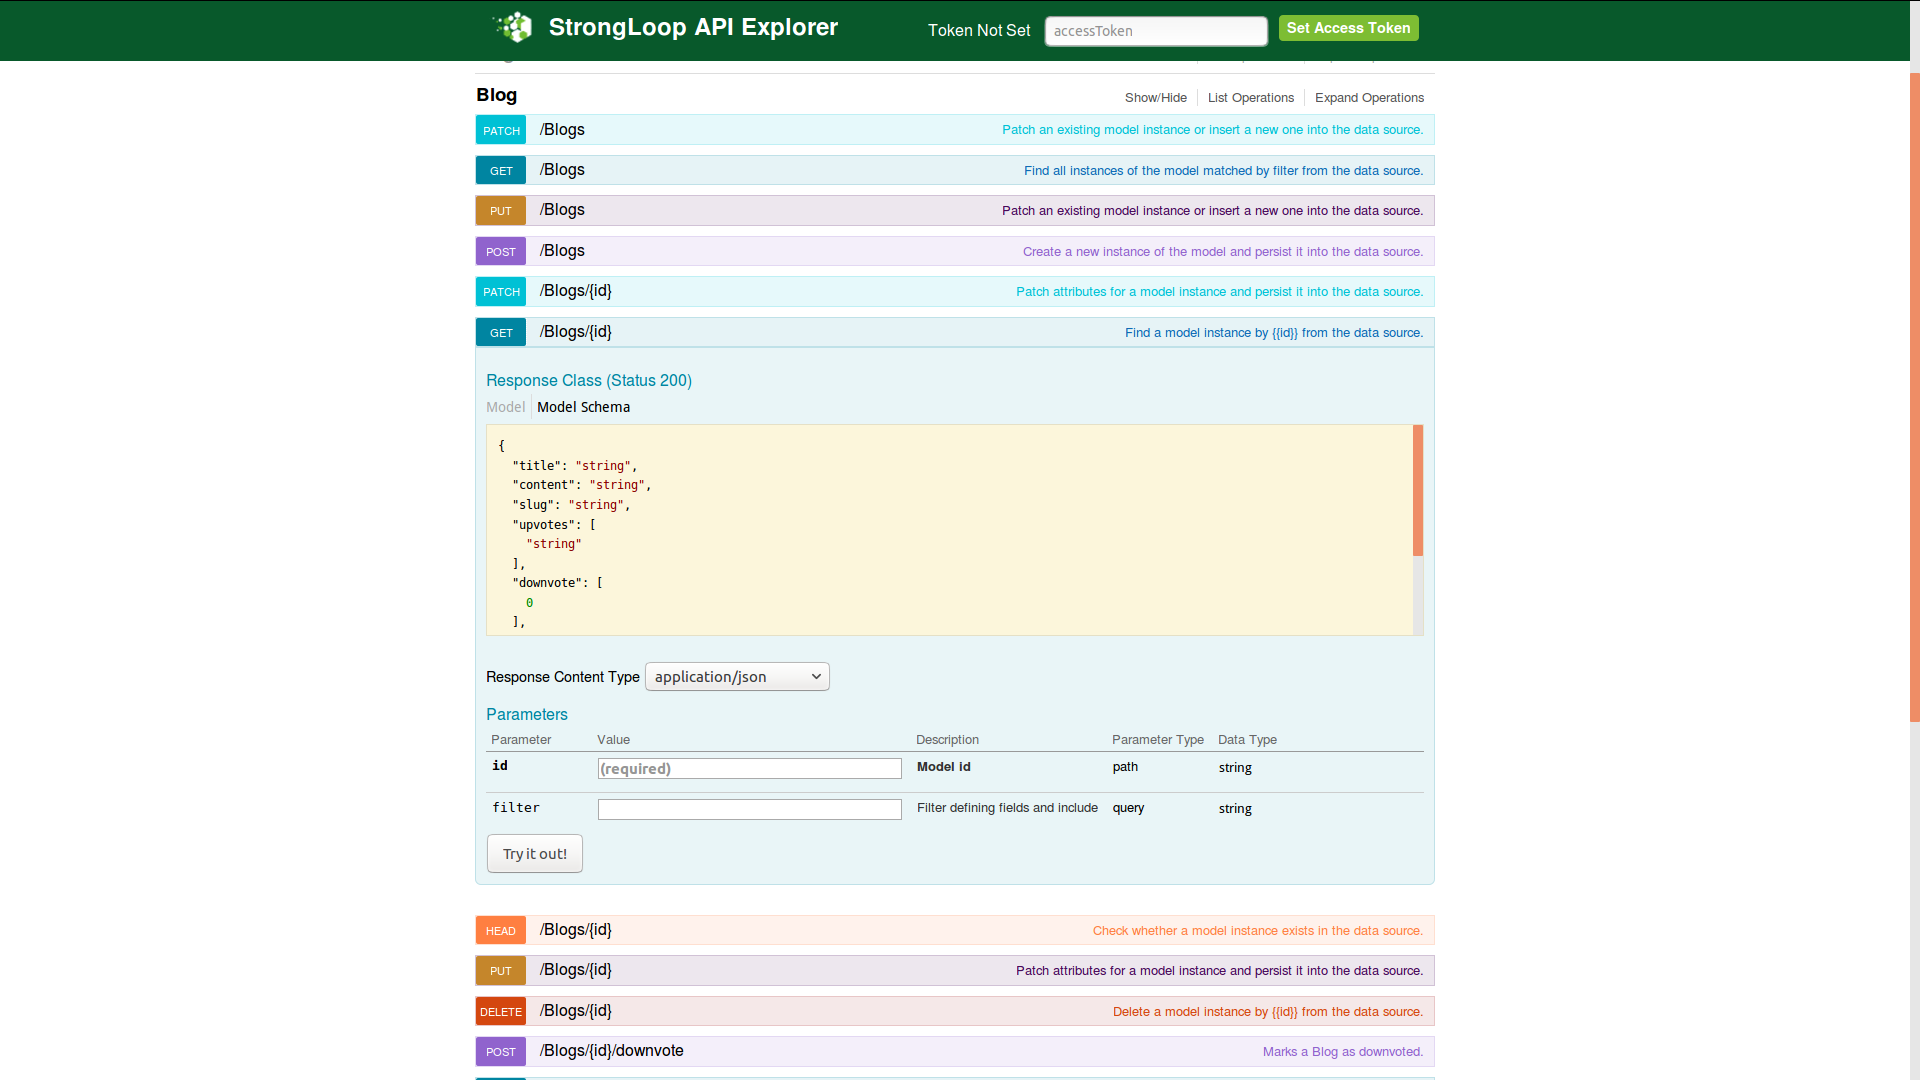 StrongLoop API Explorer
Token Not Set
accessToken
Set Access Token
Blog
Show/Hide
List Operations
Expand Operations
PATCH /Blogs Patch an existing model instance or insert a new one into the data source.
GET /Blogs Find all instances of the model matched by filter from the data source.
PUT /Blogs Patch an existing model instance or insert a new one into the data source.
POST /Blogs Create a new instance of the model and persist it into the data source.
PATCH /Blogs/{id} Patch attributes for a model instance and persist it into the data source.
GET /Blogs/{id} Find a model instance by {{id}} from the data source.
Response Class (Status 200)
Model Model Schema
{
"title": "string",
"content": "string",
"slug": "string",
"upvotes": [
"string"
],
"downvote": [
0
],
Response Content Type application/json
Parameters
Parameter Value Description Parameter Type Data Type
id (required) Model id path string
filter Filter defining fields and include query string
Try it out!
HEAD /Blogs/{id} Check whether a model instance exists in the data source.
PUT /Blogs/{id} Patch attributes for a model instance and persist it into the data source.
DELETE /Blogs/{id} Delete a model instance by {{id}} from the data source.
POST /Blogs/{id}/downvote Marks a Blog as downvoted.